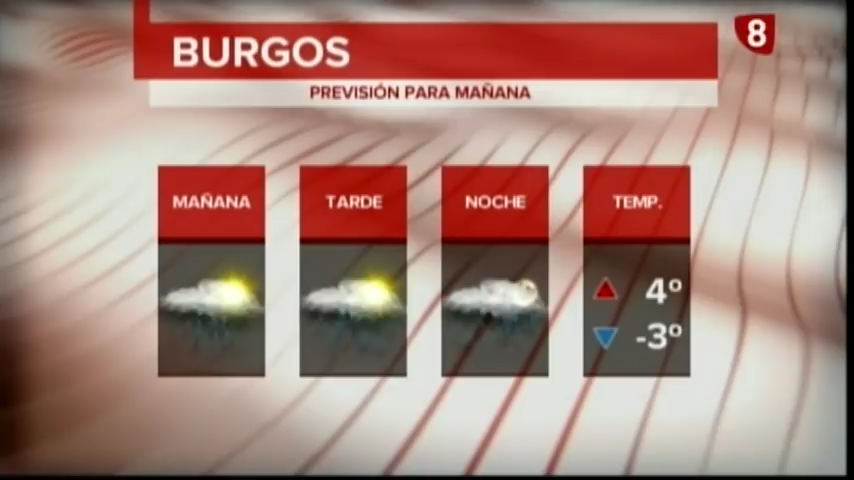 BURGOS
8
PREVISIÓN PARA MAÑANA
MAÑANA
TARDE
NOCHE
TEMP.
4º
-3º